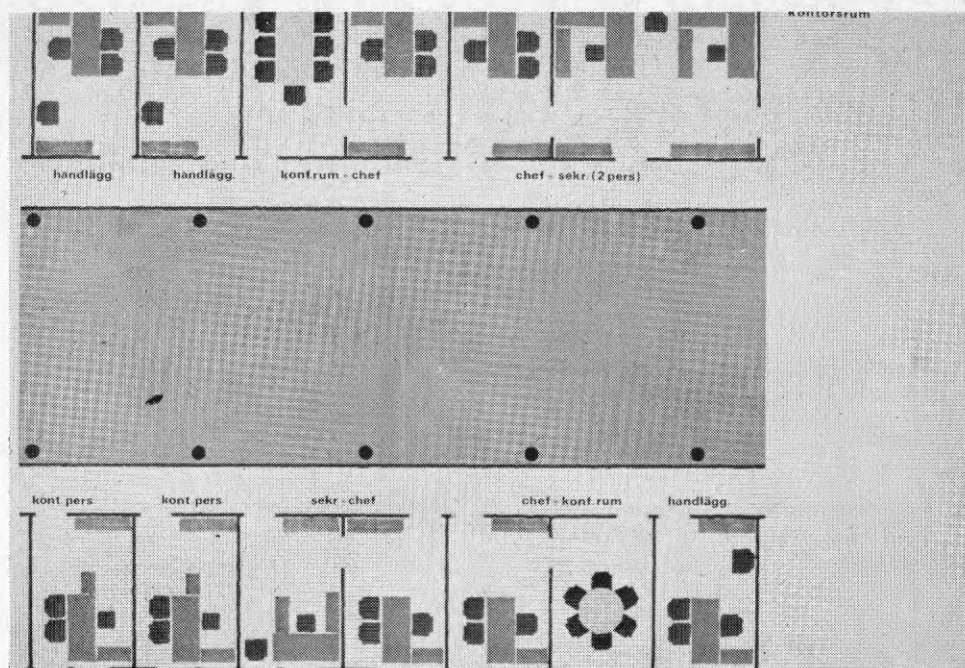 kontorsrum
handlägg.
handlägg.
konf.rum - chef
chef - sekr. (2 pers)
kont pers
kont pers
sekr - chef
chef - konf.rum
handlägg.